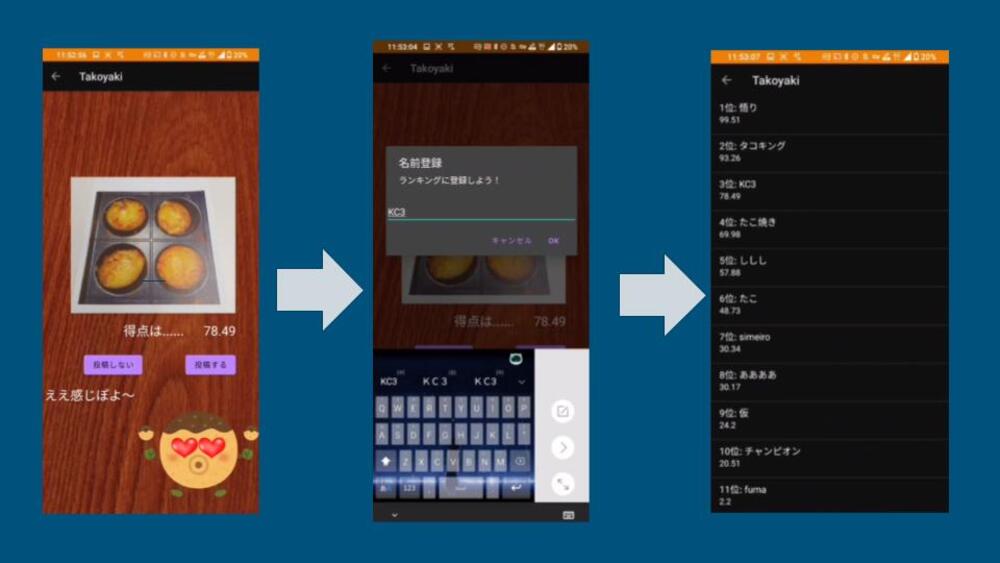 11:52:56
20%
Takoyaki
得点は...... 78.49
投稿しない 投稿する
ええ感じぽよ～
11:53:04
20%
Takoyaki
名前登録
ランキングに登録しよう！
KC3
キャンセル OK
得点は...... 78.49
KC3 KC3 KC3
Q W E R T Y U I O P
A S D F G H J K L
Z X C V B N M
あ 123
11:53:07
20%
Takoyaki
1位: 悟り
99.51
2位: タコキング
93.26
3位: KC3
78.49
4位: たこ焼き
69.98
5位: ししし
57.88
6位: たこ
48.73
7位: simeiro
30.34
8位: ああああ
30.17
9位: 仮
24.2
10位: チャンピオン
20.51
11位: fuma
2.2